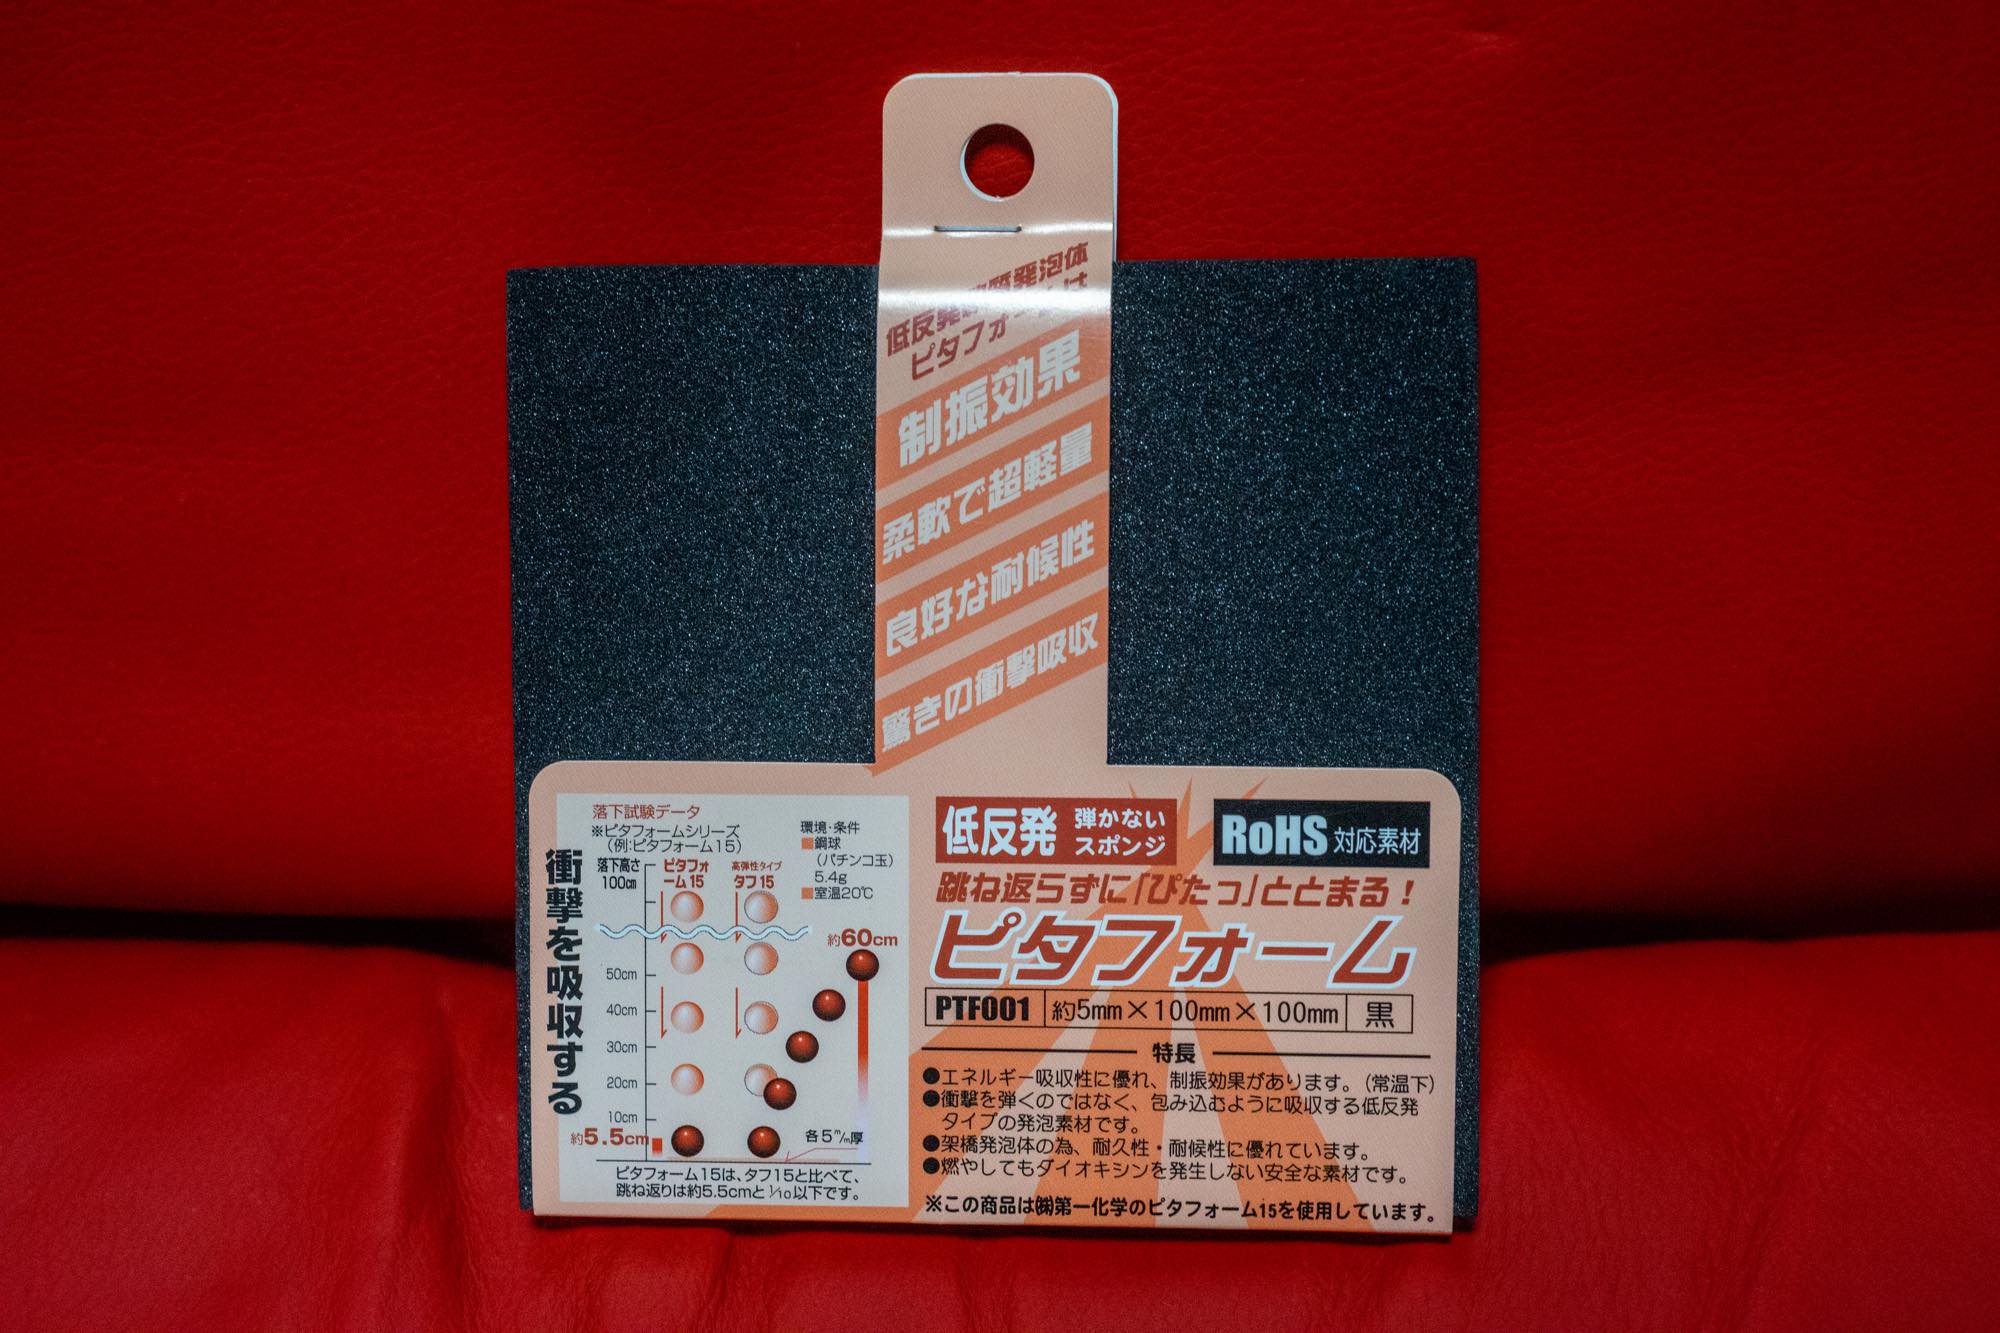 低反発軟質発泡体
ピタフォームは
制振効果
柔軟で超軽量
良好な耐候性
驚きの衝撃吸収
衝撃を吸収する
落下試験データ
※ピタフォームシリーズ
(例:ピタフォーム15)
環境・条件
■鋼球
(パチンコ玉)
5.4g
■室温20℃
落下高さ
100cm
ピタフォ
ーム15
高弾性タイプ
タフ15
約60cm
50cm
40cm
30cm
20cm
10cm
約5.5cm
各5m/m厚
ピタフォーム15は、タフ15と比べて、
跳ね返りは約5.5cmと1/10以下です。
低反発 弾かない
スポンジ
RoHS対応素材
跳ね返らずに「ぴたっ」ととまる!
ピタフォーム
PTF001 約5mm×100mm×100mm 黒
特長
●エネルギー吸収性に優れ、制振効果があります。(常温下)
●衝撃を弾くのではなく、包み込むように吸収する低反発
タイプの発泡素材です。
●架橋発泡体の為、耐久性・耐候性に優れています。
●燃やしてもダイオキシンを発生しない安全な素材です。
※この商品は㈱第一化学のピタフォーム15を使用しています。